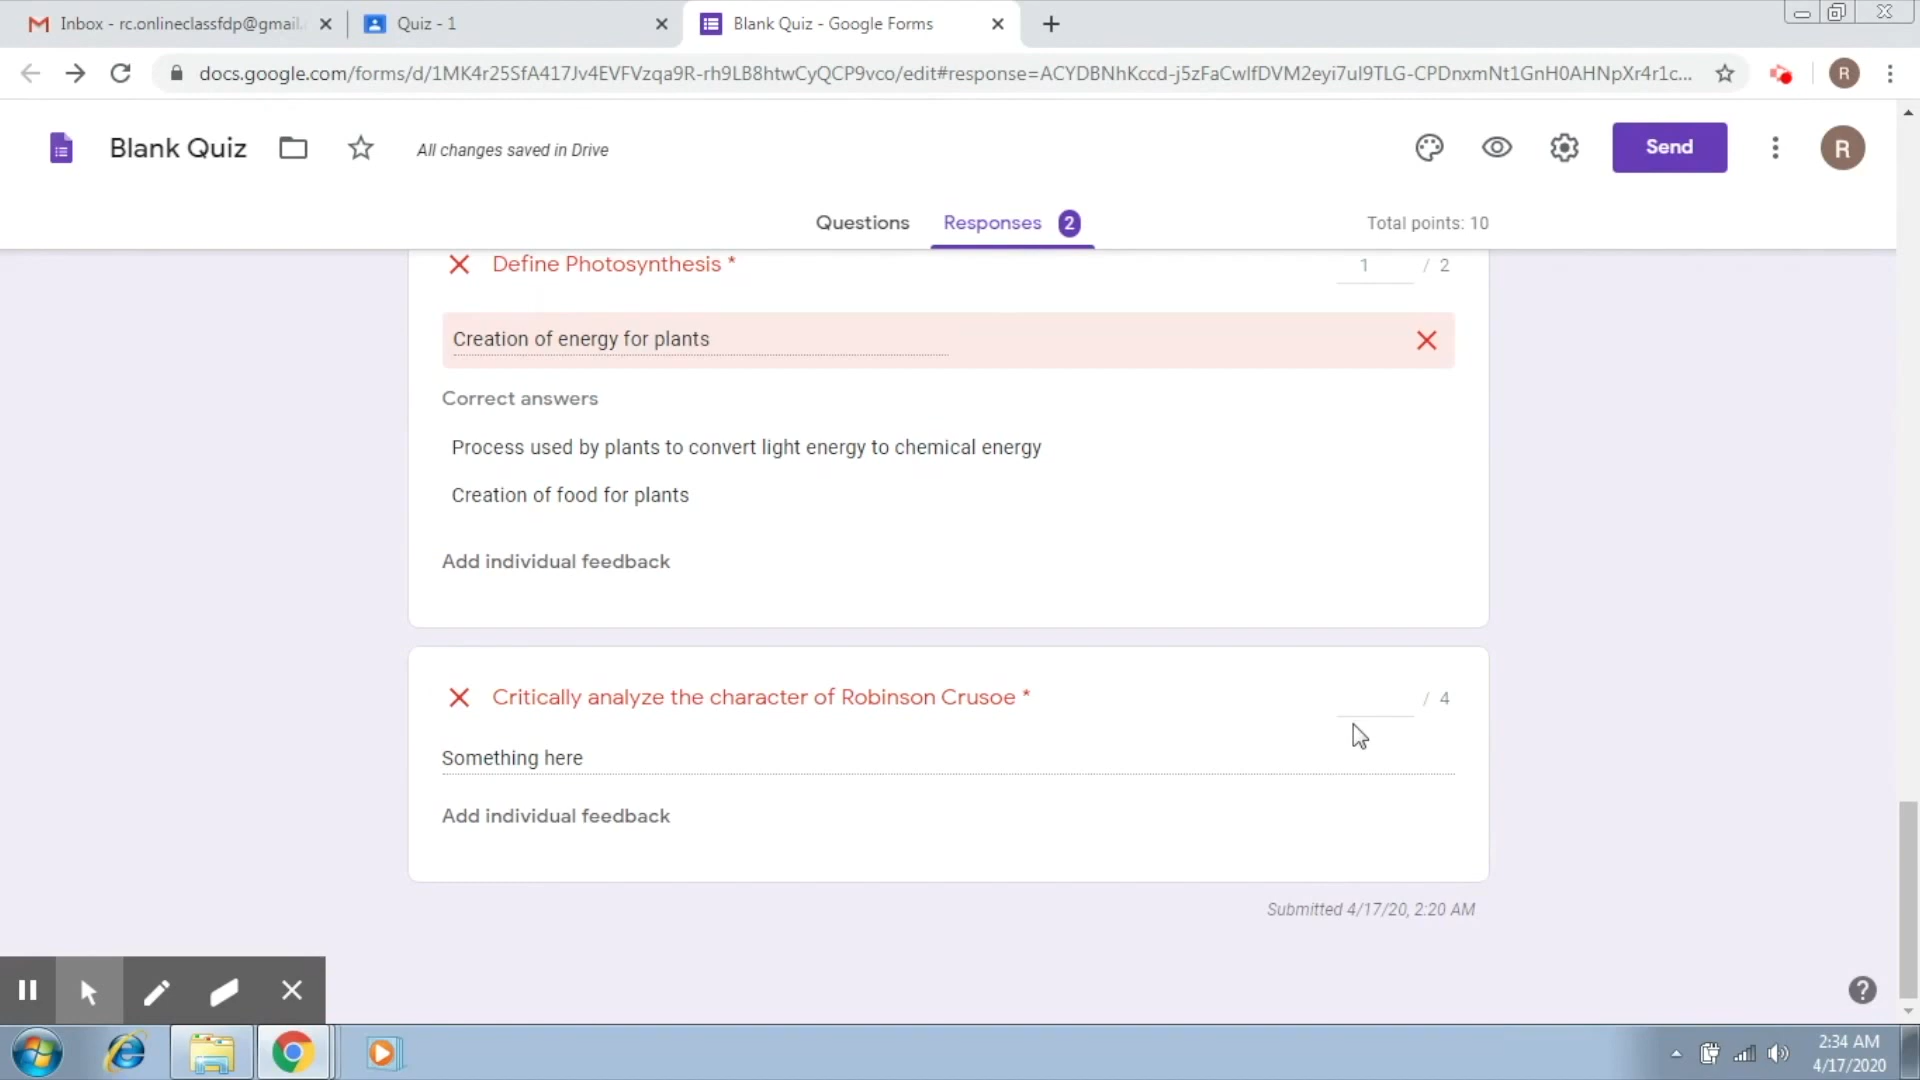 Inbox - rc.onlineclassfdp@gmail.
Quiz - 1
Blank Quiz - Google Forms
docs.google.com/forms/d/1MK4r25SfA417Jv4EVFVzqa9R-rh9LB8htwCyQCP9vco/edit#response=ACYDBNhKccd-j5zFaCwlfDVM2eyi7ul9TLG-CPDnxmNt1GnH0AHNpXr4r1c...
R
Blank Quiz
All changes saved in Drive
Send
R
Questions
Responses 2
Total points: 10
Define Photosynthesis *
1 / 2
Creation of energy for plants
Correct answers
Process used by plants to convert light energy to chemical energy
Creation of food for plants
Add individual feedback
Critically analyze the character of Robinson Crusoe *
/ 4
Something here
Add individual feedback
Submitted 4/17/20, 2:20 AM
2:34 AM
4/17/2020